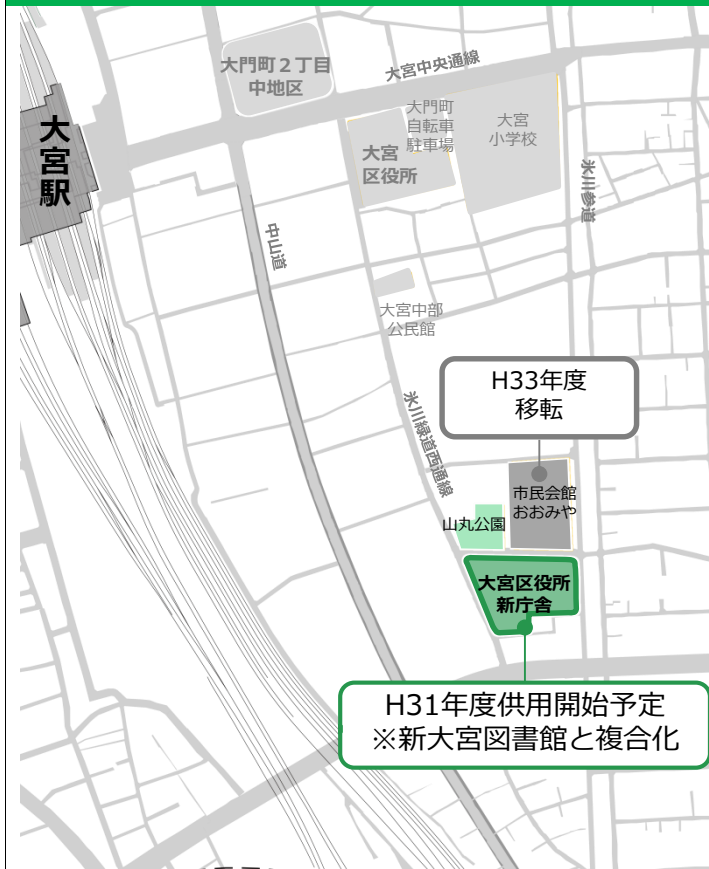 大門町２丁目
中地区
大宮中央通線
大宮駅
大門町
自転車
駐車場
大宮
小学校
大宮
区役所
氷川参道
中山道
大宮中部
公民館
H33年度
移転
氷川緑道西通線
市民会館
おおみや
山丸公園
大宮区役所
新庁舎
H31年度供用開始予定
※新大宮図書館と複合化